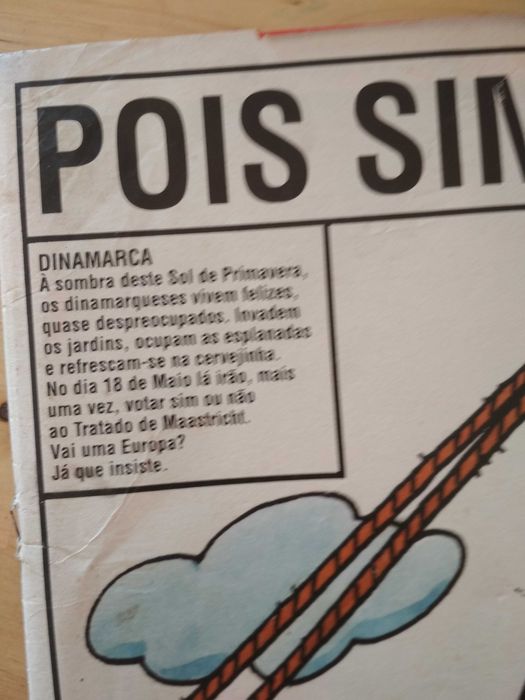 POIS SIM
DINAMARCA
À sombra deste Sol de Primavera,
os dinamarqueses vivem felizes,
quase despreocupados. Invadem
os jardins, ocupam as esplanadas
e refrescam-se na cervejinha.
No dia 18 de Maio lá irão, mais
uma vez, votar sim ou não
ao Tratado de Maastricht.
Vai uma Europa?
Já que insiste.